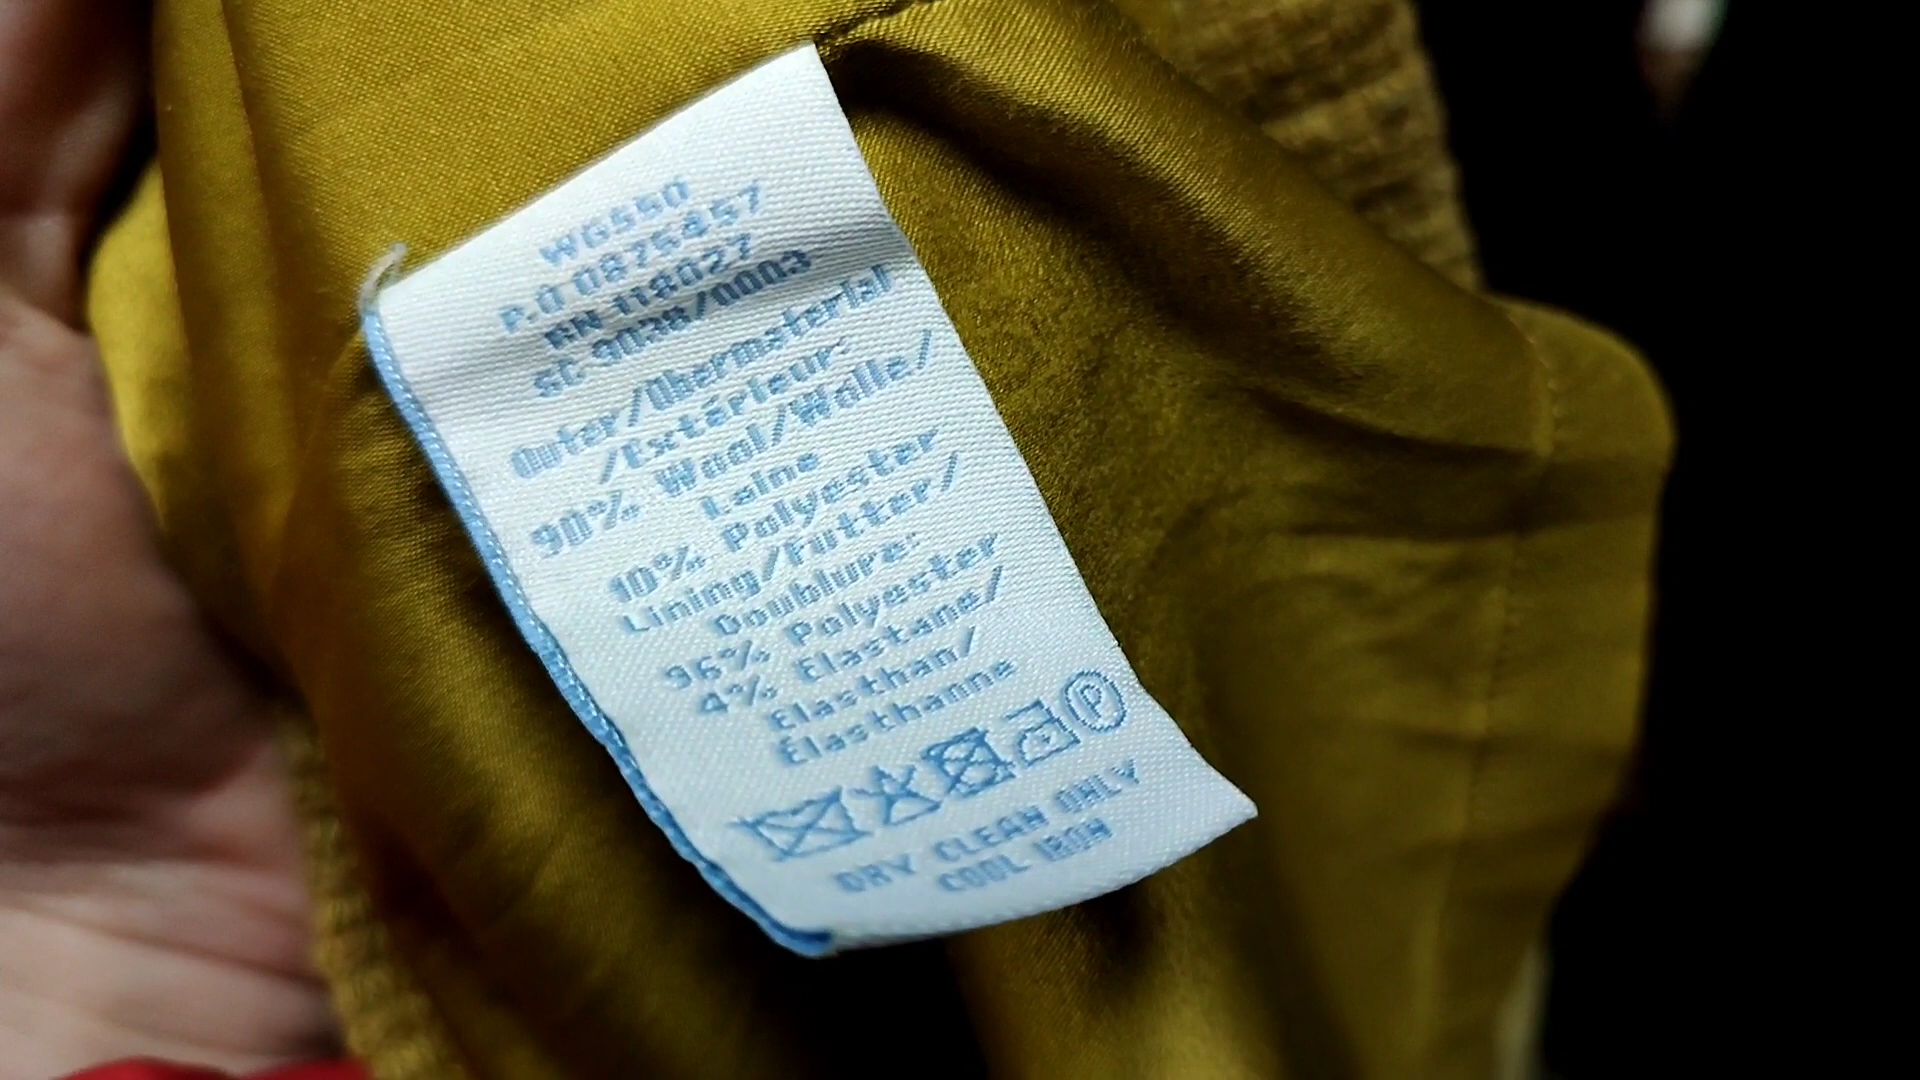 WG550
P.O 0875457
RN 118027
SC-9038/0003
Outer/Obermaterial
/Extérieur:
90% Wool/Wolle/
Laine
10% Polyester
Lining/Futter/
Doublure:
96% Polyester
4% Elastane/
Elasthan/
Élasthanne
P
DRY CLEAN ONLY
COOL IRON